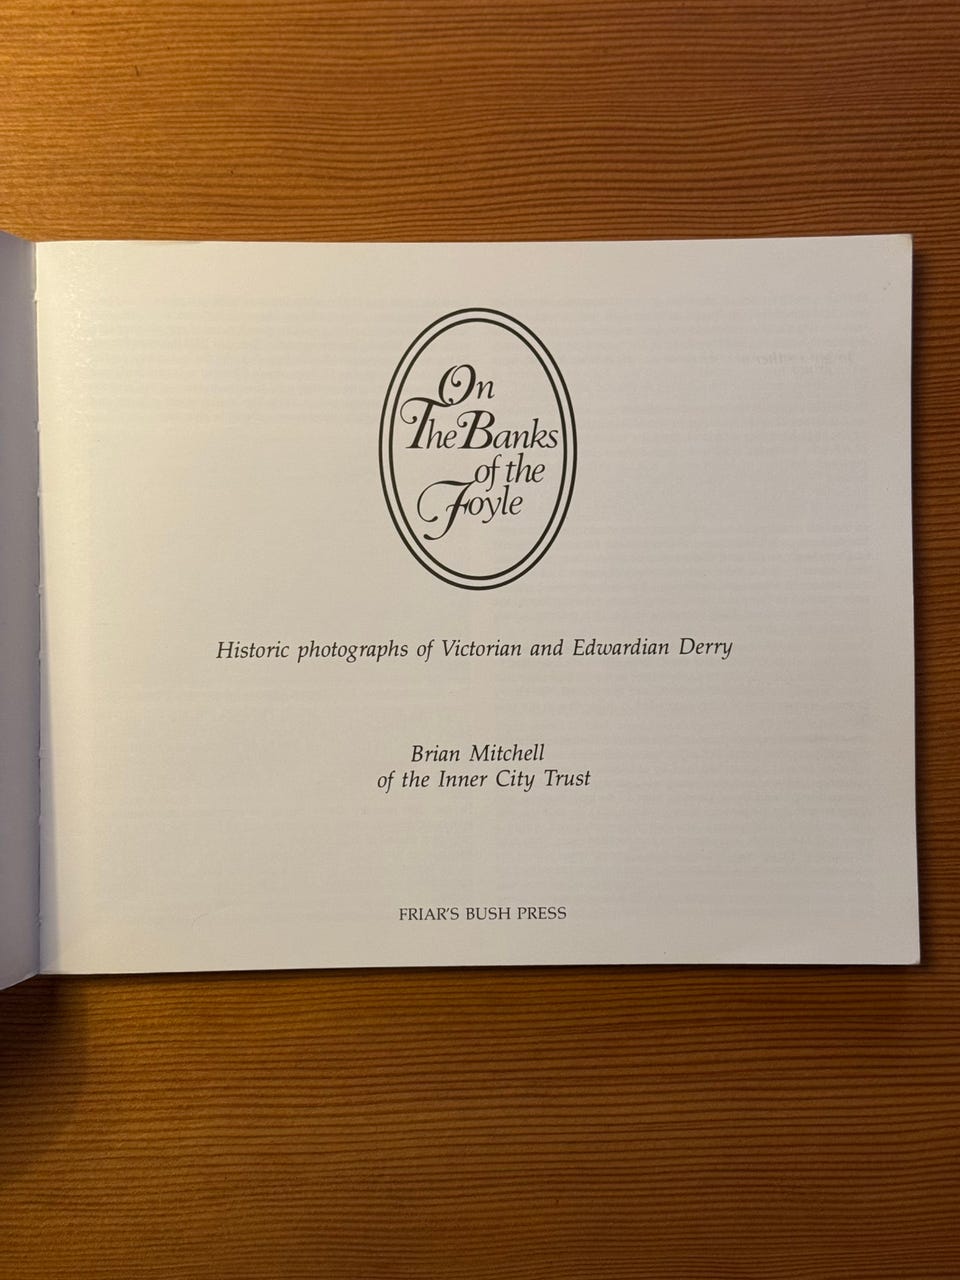 On
The Banks
of the
Foyle
Historic photographs of Victorian and Edwardian Derry
Brian Mitchell
of the Inner City Trust
FRIAR'S BUSH PRESS